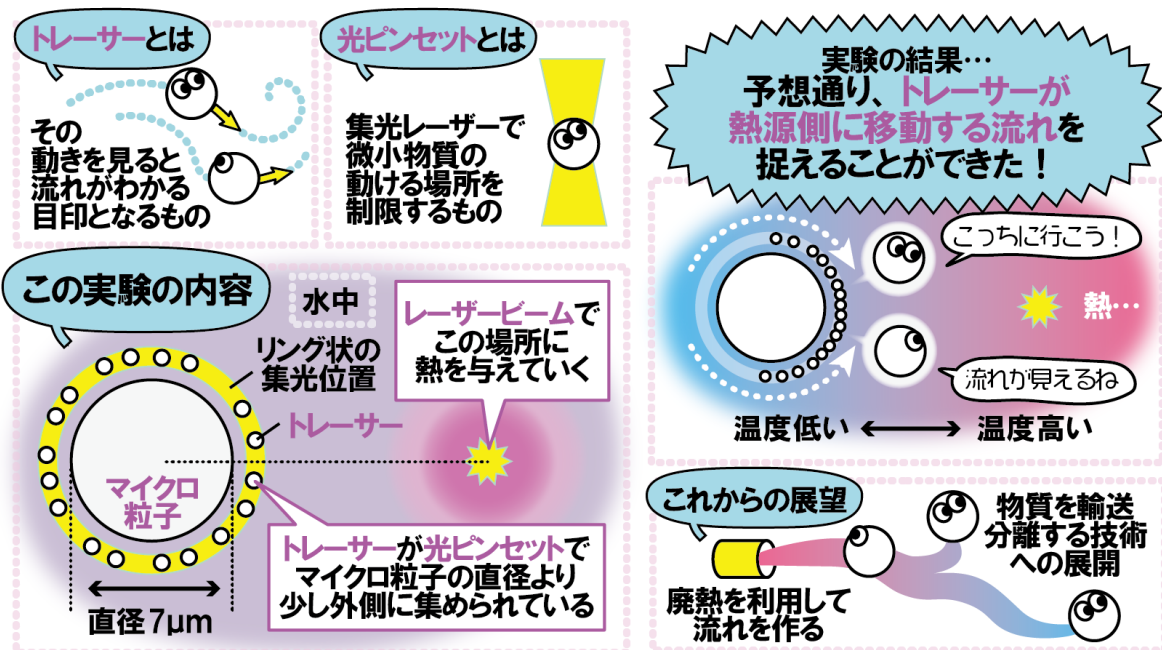 トレーサーとは
その
動きを見ると
流れがわかる
目印となるもの
光ピンセットとは
集光レーザーで
微小物質の
動ける場所を
制限するもの
この実験の内容
水中
リング状の
集光位置
トレーサー
レーザービームで
この場所に
熱を与えていく
マイクロ
粒子
直径7μm
トレーサーが光ピンセットで
マイクロ粒子の直径より
少し外側に集められている
実験の結果…
予想通り、トレーサーが
熱源側に移動する流れを
捉えることができた！
こっちに行こう！
熱…
流れが見えるね
温度低い
温度高い
これからの展望
廃熱を利用して
流れを作る
物質を輸送
分離する技術
への展開